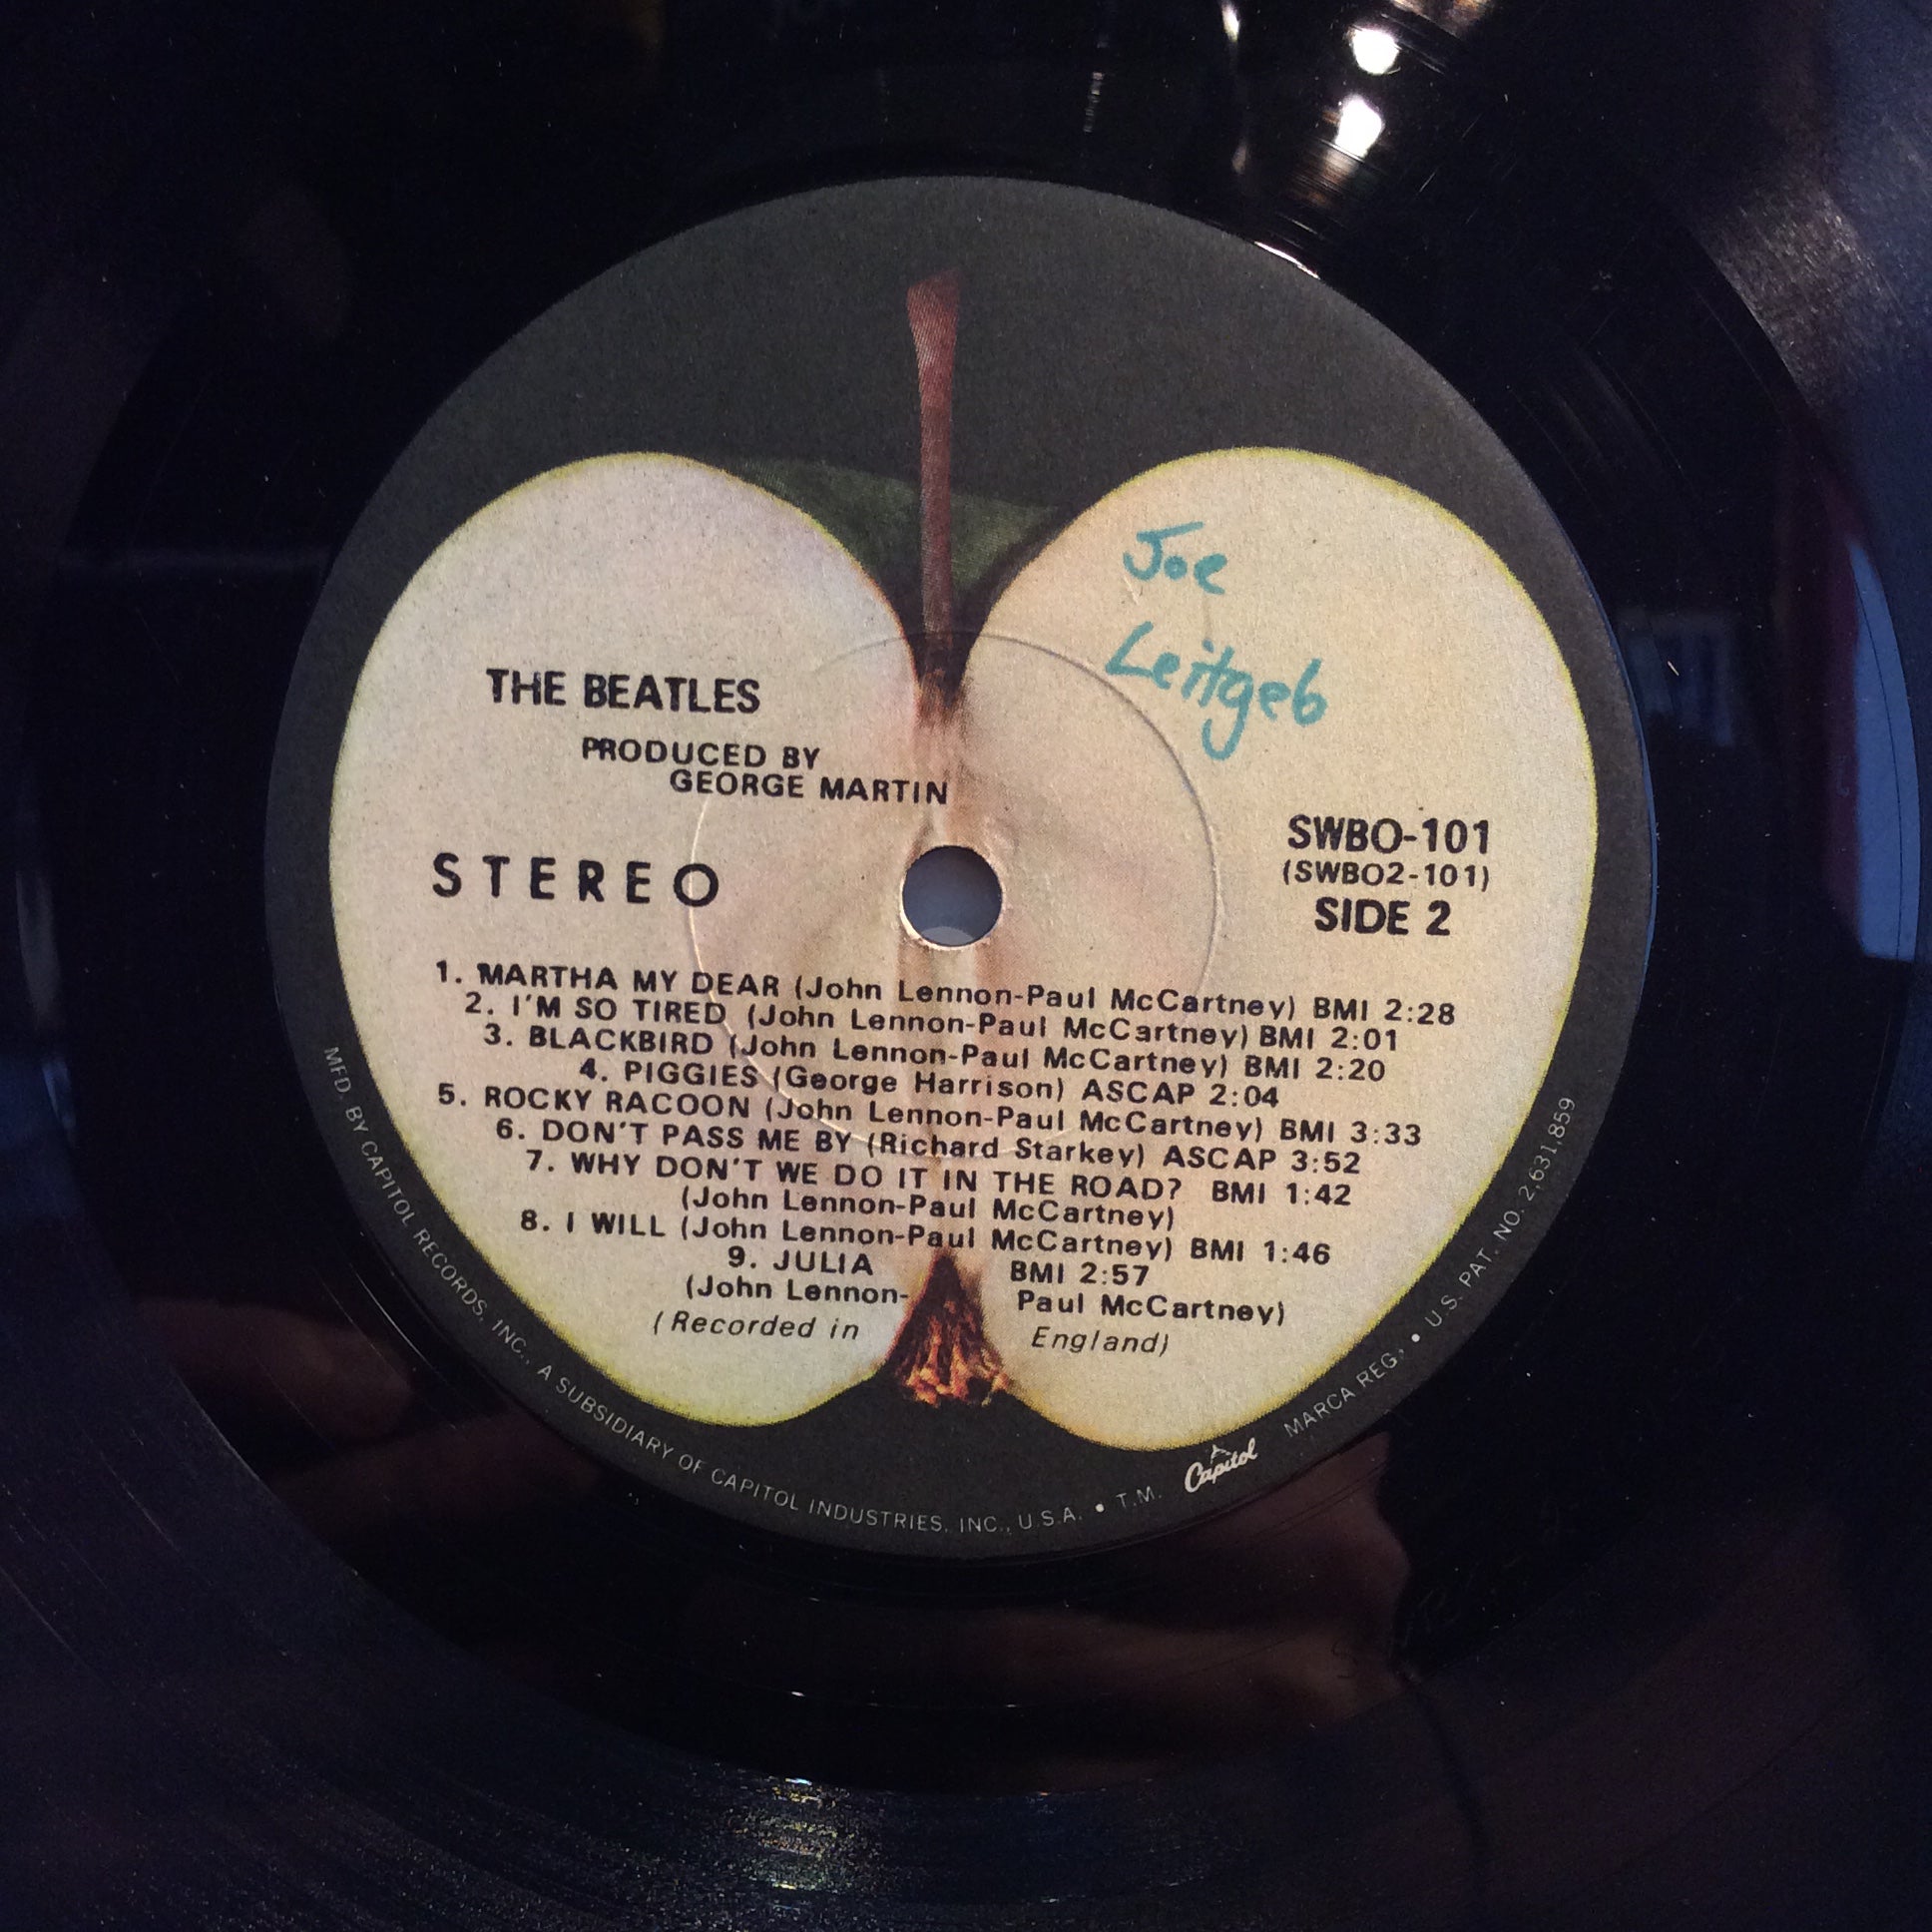 Joe
Leitgeb
THE BEATLES
PRODUCED BY
GEORGE MARTIN
STEREO
SWBO-101
(SWBO2-101)
SIDE 2
1. MARTHA MY DEAR (John Lennon-Paul McCartney) BMI 2:28
2. I'M SO TIRED (John Lennon-Paul McCartney) BMI 2:01
3. BLACKBIRD (John Lennon-Paul McCartney) BMI 2:20
4. PIGGIES (George Harrison) ASCAP 2:04
5. ROCKY RACOON (John Lennon-Paul McCartney) BMI 3:33
6. DON'T PASS ME BY (Richard Starkey) ASCAP 3:52
7. WHY DON'T WE DO IT IN THE ROAD? BMI 1:42
(John Lennon-Paul McCartney)
8. I WILL (John Lennon-Paul McCartney) BMI 1:46
9. JULIA BMI 2:57
(John Lennon-Paul McCartney)
(Recorded in England)
MFD. BY CAPITOL RECORDS, INC., A SUBSIDIARY OF CAPITOL INDUSTRIES, INC., U.S.A. • T.M. Capitol MARCA REG. • U.S. PAT. NO. 2,631,859